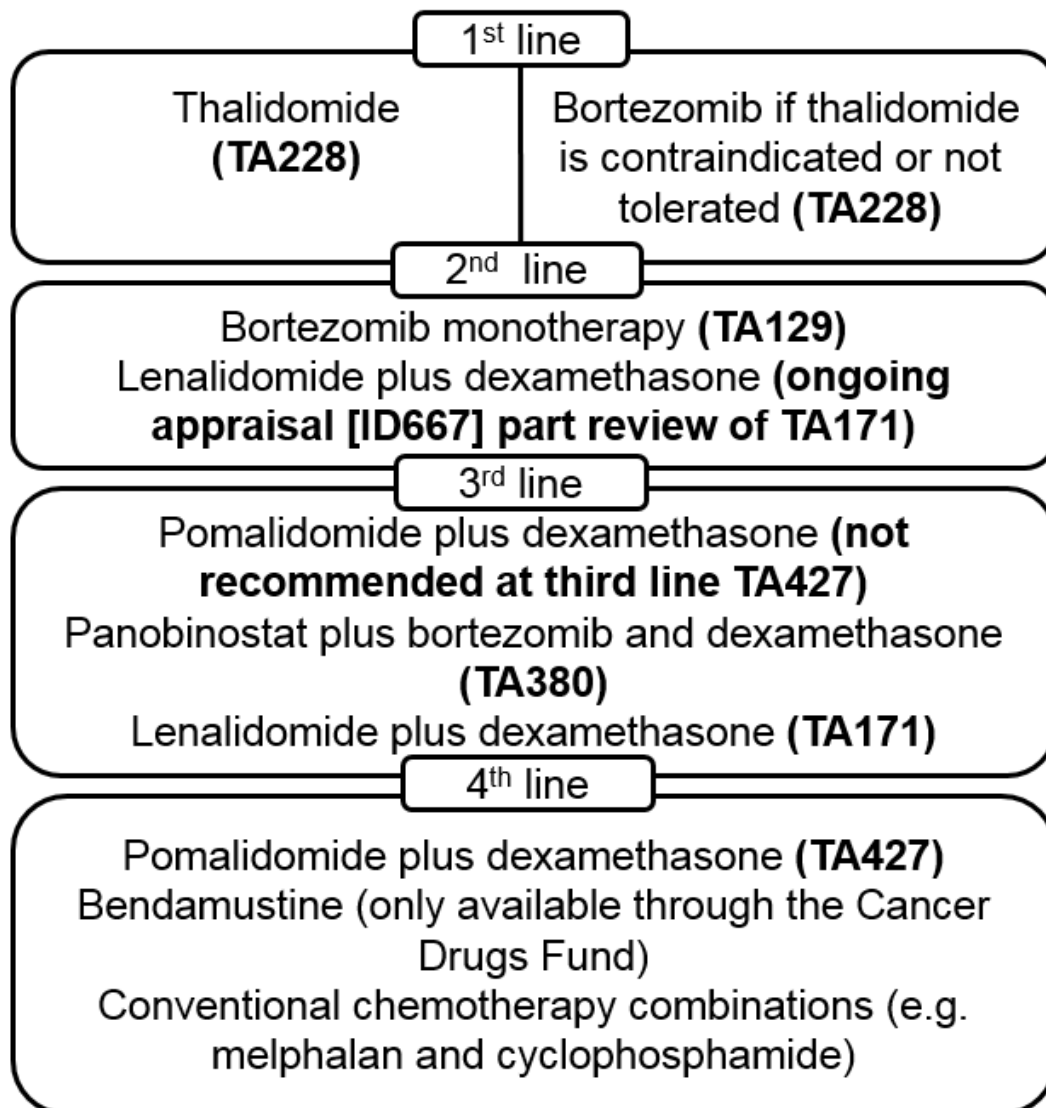 1st line
Thalidomide
(TA228)
Bortezomib if thalidomide
is contraindicated or not
tolerated (TA228)
2nd line
Bortezomib monotherapy (TA129)
Lenalidomide plus dexamethasone (ongoing
appraisal [ID667] part review of TA171)
3rd line
Pomalidomide plus dexamethasone (not
recommended at third line TA427)
Panobinostat plus bortezomib and dexamethasone
(TA380)
Lenalidomide plus dexamethasone (TA171)
4th line
Pomalidomide plus dexamethasone (TA427)
Bendamustine (only available through the Cancer
Drugs Fund)
Conventional chemotherapy combinations (e.g.
melphalan and cyclophosphamide)